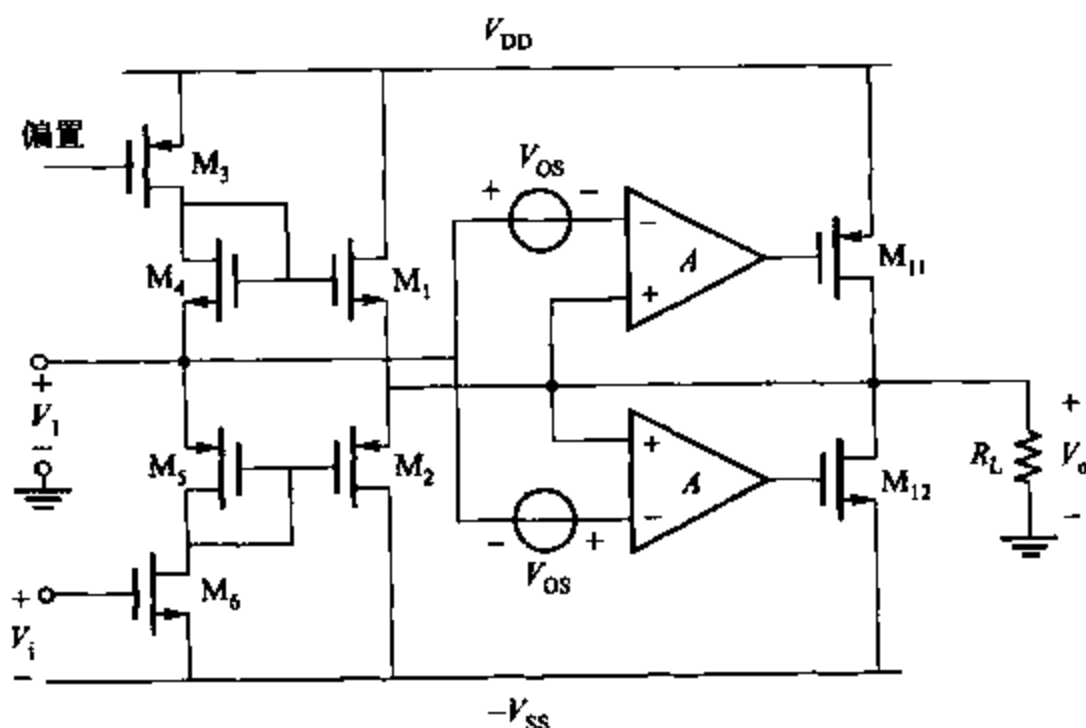 V_DD
偏置
M_3
V_OS
+ −
−
A
+
M_11
M_4
M_1
+
V_1
−
+
V_o
−
R_L
M_5
M_2
+
A
−
M_12
− +
V_OS
+
V_i
−
M_6
−V_SS